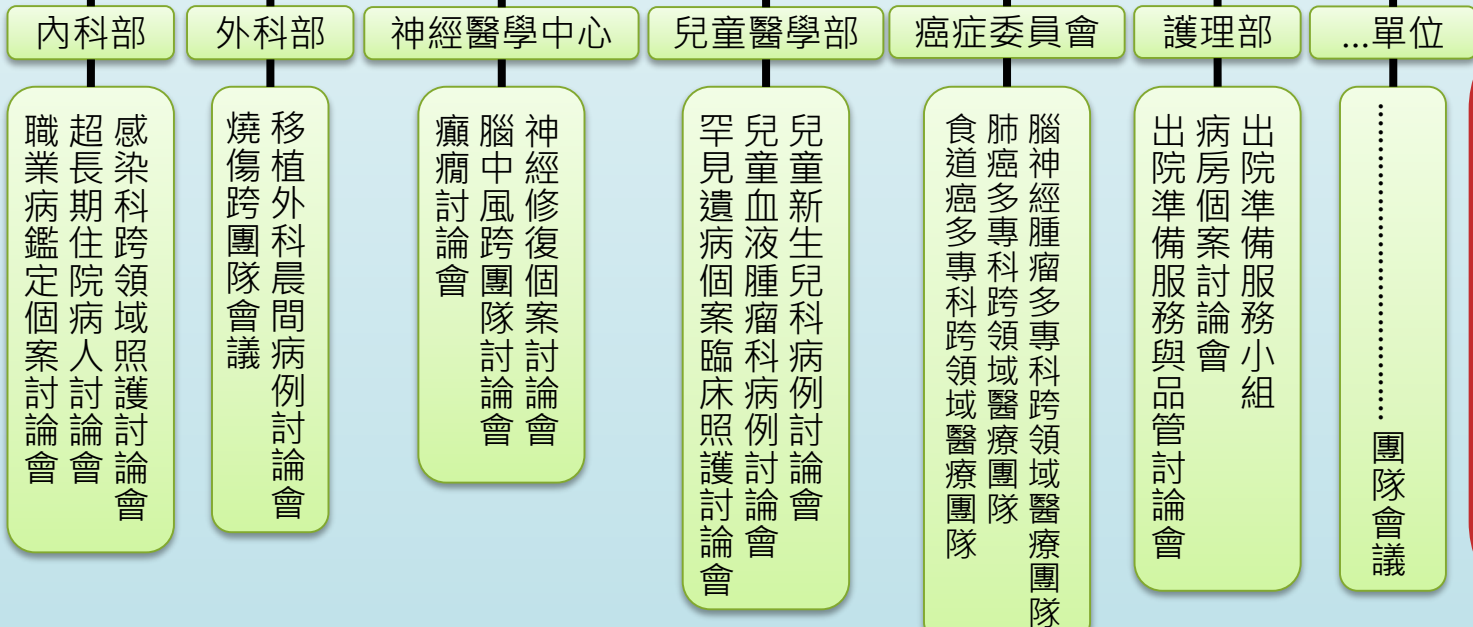 內科部
外科部
神經醫學中心
兒童醫學部
癌症委員會
護理部
...單位
感染科跨領域照護討論會
超長期住院病人討論會
職業病鑑定個案討論會
移植外科晨間病例討論會
燒傷跨團隊會議
神經修復個案討論會
腦中風跨團隊討論會
癲癇討論會
兒童新生兒科病例討論會
兒童血液腫瘤科病例討論會
罕見遺病個案臨床照護討論會
腦神經腫瘤多專科跨領域醫療團隊
肺癌多專科跨領域醫療團隊
食道癌多專科跨領域醫療團隊
出院準備服務小組
病房個案討論會
出院準備服務與品管討論會
……………………………團隊會議